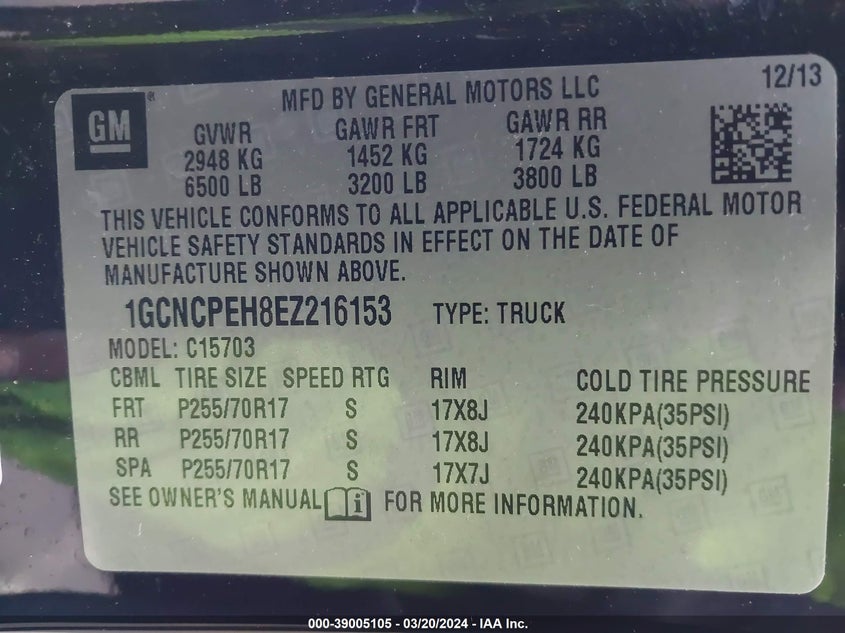 12/13
GM® MFD BY GENERAL MOTORS LLC
GVWR GAWR FRT GAWR RR
2948 KG 1452 KG 1724 KG
6500 LB 3200 LB 3800 LB
THIS VEHICLE CONFORMS TO ALL APPLICABLE U.S. FEDERAL MOTOR
VEHICLE SAFETY STANDARDS IN EFFECT ON THE DATE OF
MANUFACTURE SHOWN ABOVE.
1GCNCPEH8EZ216153 TYPE: TRUCK
MODEL: C15703
CBML TIRE SIZE SPEED RTG RIM COLD TIRE PRESSURE
FRT P255/70R17 S 17X8J 240KPA(35PSI)
RR P255/70R17 S 17X8J 240KPA(35PSI)
SPA P255/70R17 S 17X7J 240KPA(35PSI)
SEE OWNER'S MANUAL i FOR MORE INFORMATION.
000-39005105 - 03/20/2024 - IAA Inc.